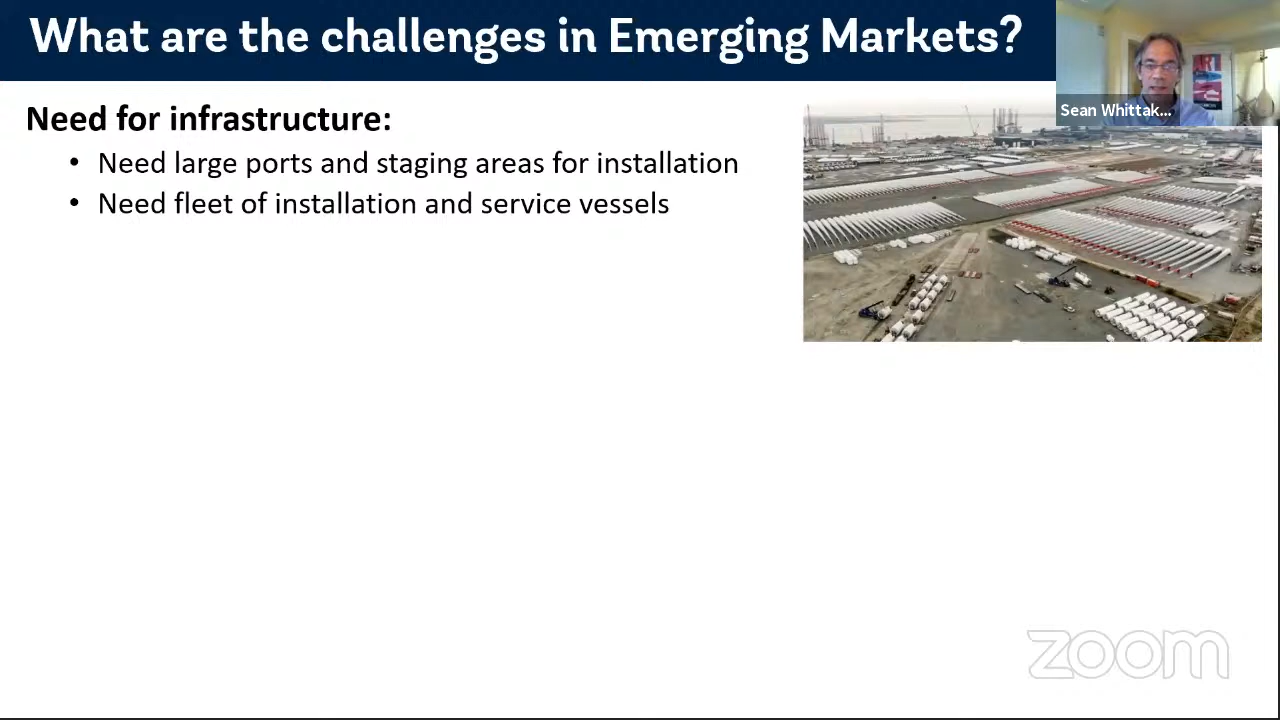 What are the challenges in Emerging Markets?
Sean Whittak...
Need for infrastructure:
• Need large ports and staging areas for installation
• Need fleet of installation and service vessels
zoom